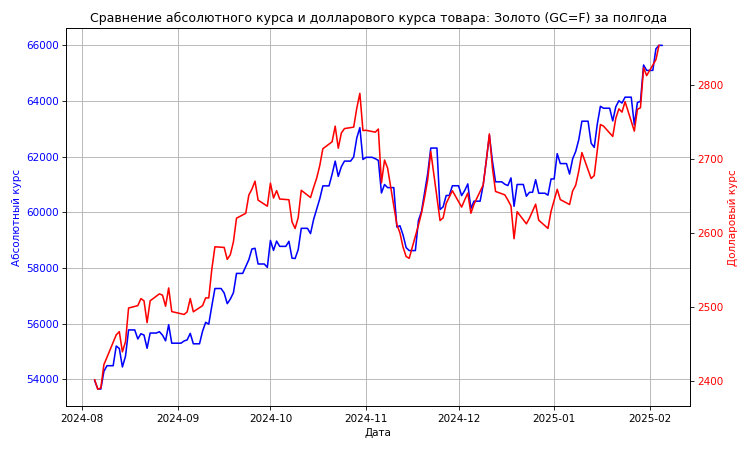 Сравнение абсолютного курса и долларового курса товара: Золото (GC=F) за полгода
66000
64000
62000
60000
58000
56000
54000
Абсолютный курс
2800
2700
2600
2500
2400
Долларовый курс
2024-08 2024-09 2024-10 2024-11 2024-12 2025-01 2025-02
Дата